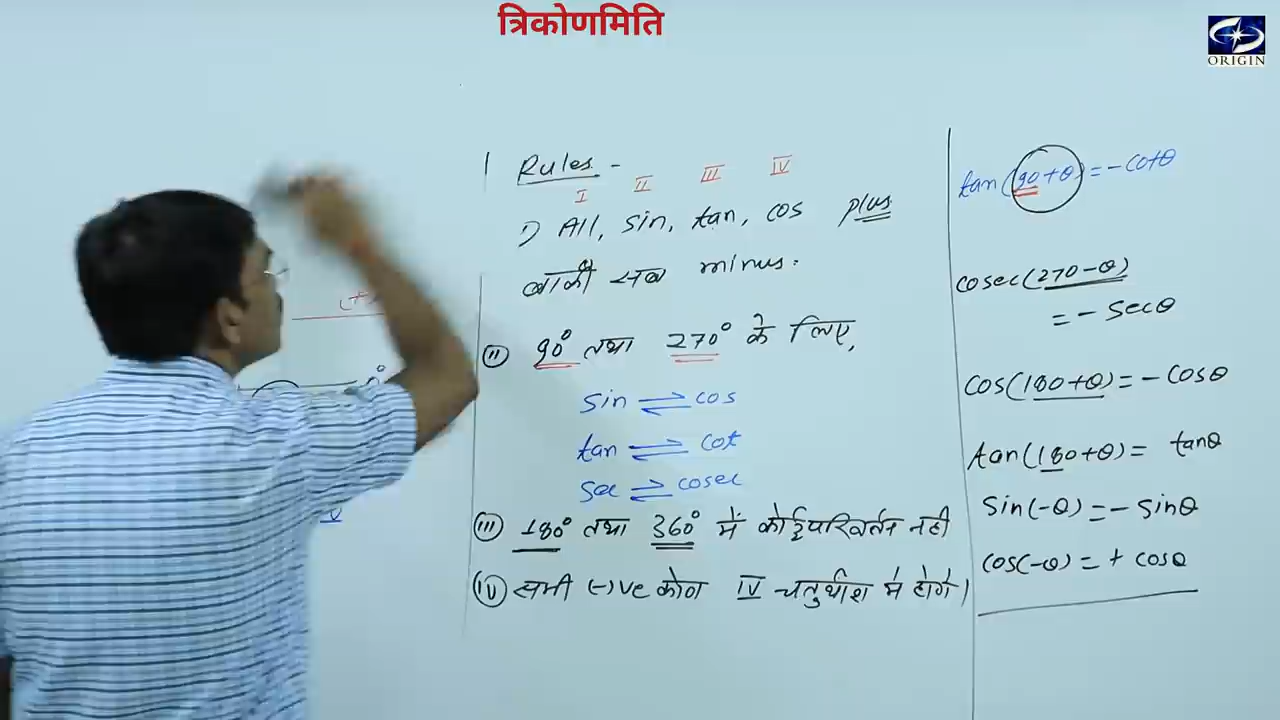 त्रिकोणमिति
ORIGIN
Rules -
I II III IV
1) All, sin, tan, cos plus
बाकी सब minus.
(ii) 90° तथा 270° के लिए,
sin ⇌ cos
tan ⇌ cot
sec ⇌ cosec
(iii) 180° तथा 360° में कोई परिवर्तन नही
(iv) सभी (-)ve कोण IV चतुर्थांश में होगे।
tan(90+θ)=-cotθ
cosec(270-θ)
= - secθ
cos(180+θ)= -cosθ
tan(180+θ)= tanθ
sin(-θ)=-sinθ
cos(-θ)= + cosθ